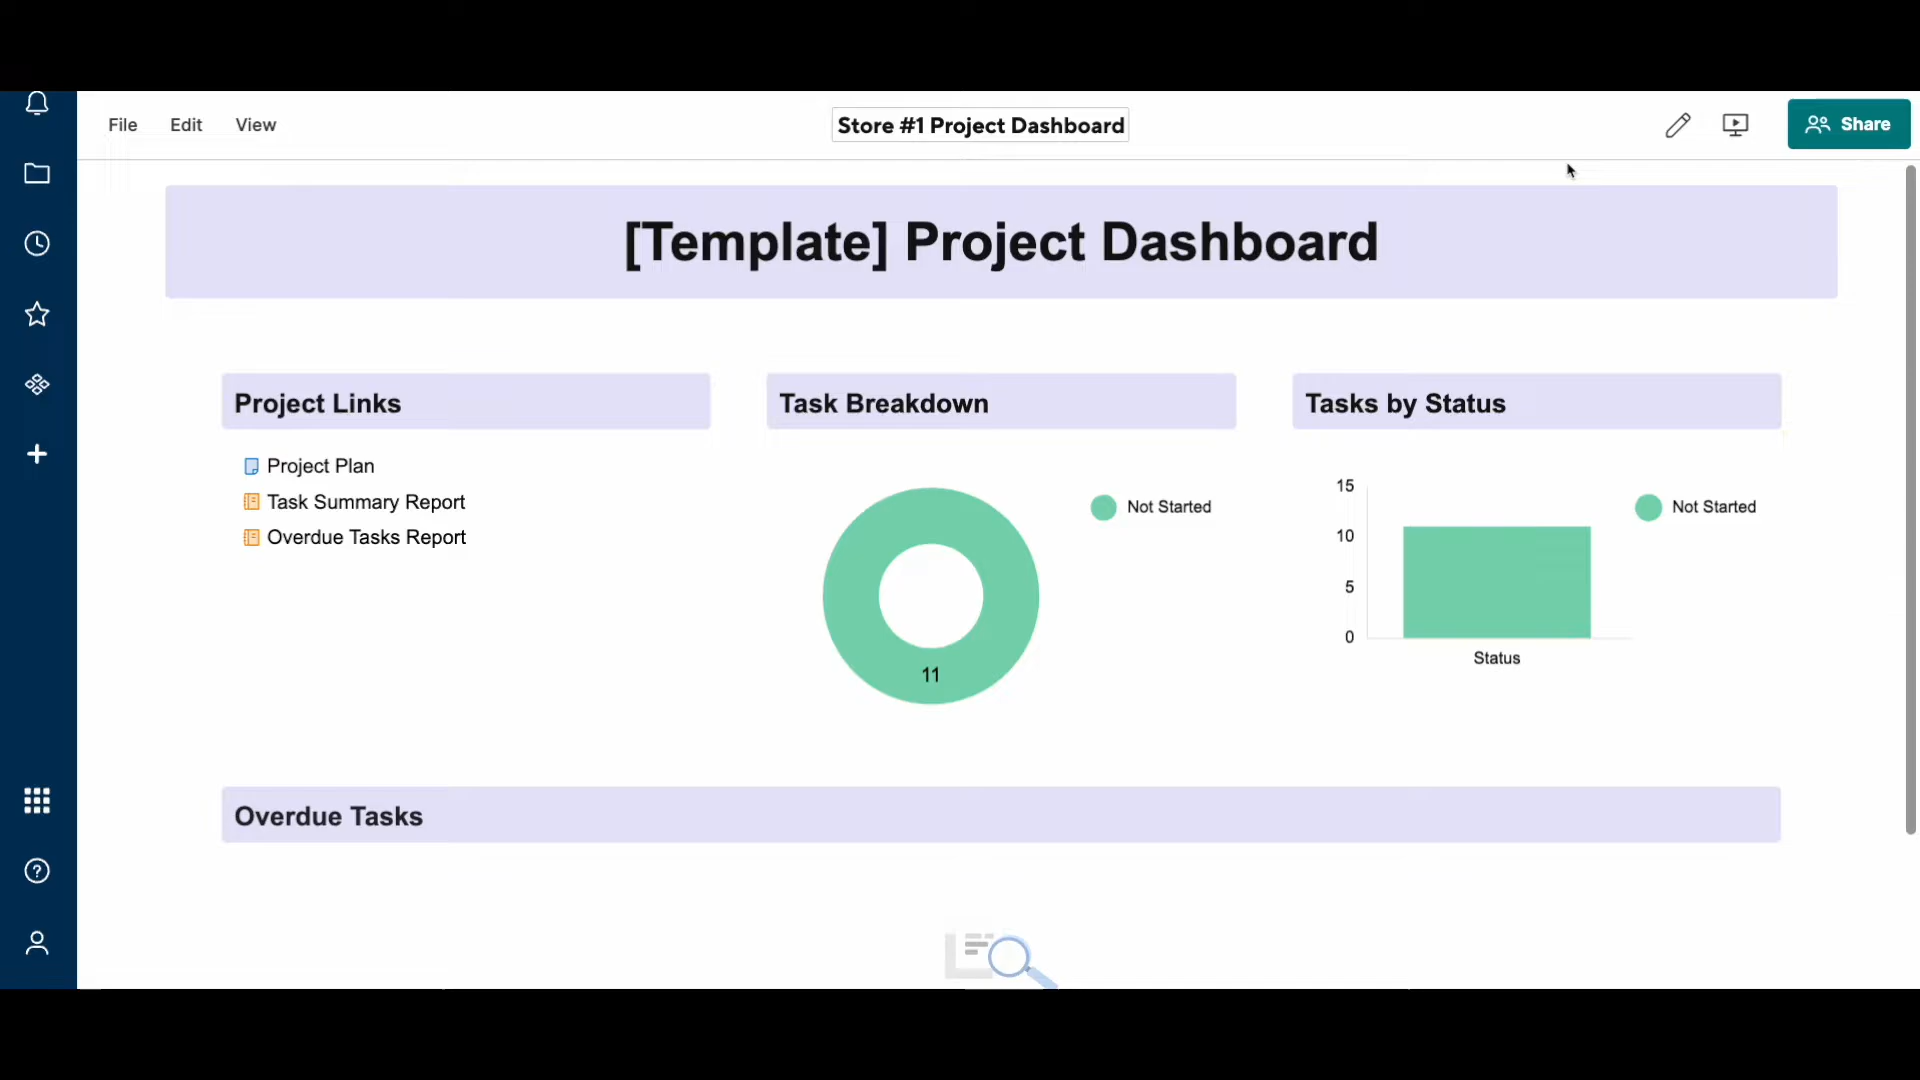 File Edit View
Store #1 Project Dashboard
Share
[Template] Project Dashboard
Project Links
Project Plan
Task Summary Report
Overdue Tasks Report
Task Breakdown
Not Started
11
Tasks by Status
15
10
5
0
Status
Not Started
Overdue Tasks